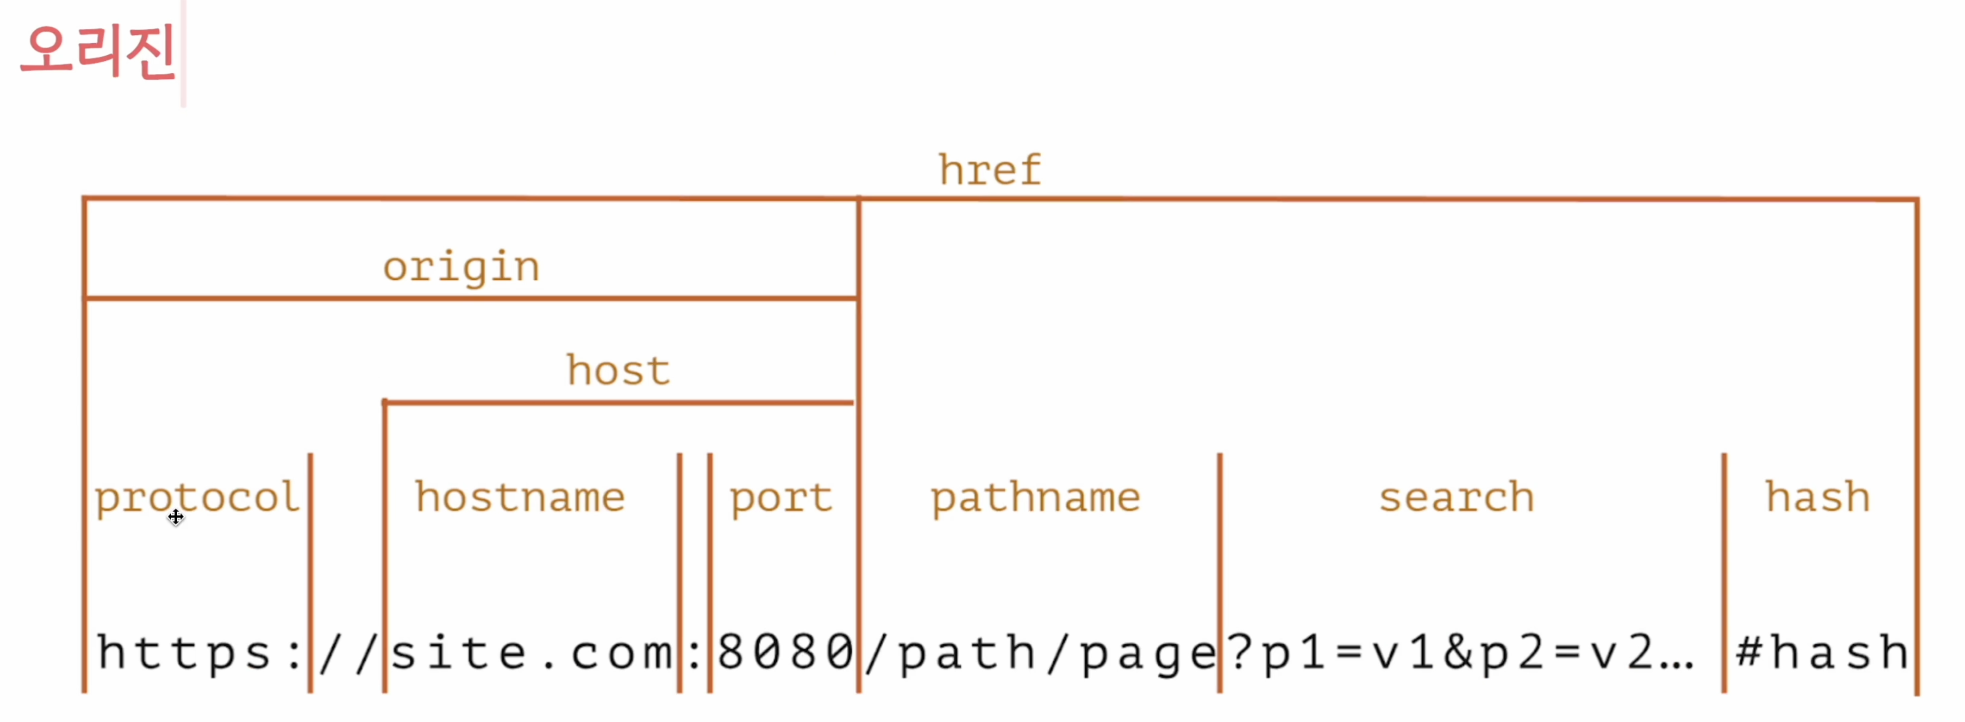 오리진
href
origin
host
protocol hostname port pathname search hash
https://site.com:8080/path/page?p1=v1&p2=v2… #hash